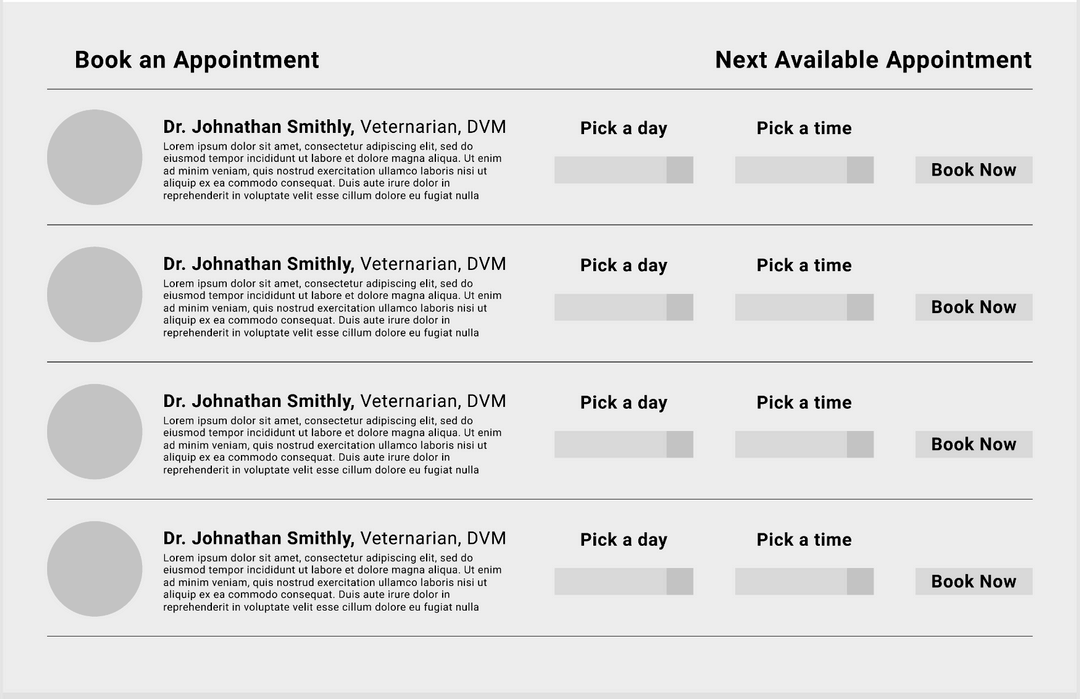 Book an Appointment
Next Available Appointment
Dr. Johnathan Smithly, Veternarian, DVM
Lorem ipsum dolor sit amet, consectetur adipiscing elit, sed do
eiusmod tempor incididunt ut labore et dolore magna aliqua. Ut enim
ad minim veniam, quis nostrud exercitation ullamco laboris nisi ut
aliquip ex ea commodo consequat. Duis aute irure dolor in
reprehenderit in voluptate velit esse cillum dolore eu fugiat nulla
Pick a day
Pick a time
Book Now
Dr. Johnathan Smithly, Veternarian, DVM
Lorem ipsum dolor sit amet, consectetur adipiscing elit, sed do
eiusmod tempor incididunt ut labore et dolore magna aliqua. Ut enim
ad minim veniam, quis nostrud exercitation ullamco laboris nisi ut
aliquip ex ea commodo consequat. Duis aute irure dolor in
reprehenderit in voluptate velit esse cillum dolore eu fugiat nulla
Pick a day
Pick a time
Book Now
Dr. Johnathan Smithly, Veternarian, DVM
Lorem ipsum dolor sit amet, consectetur adipiscing elit, sed do
eiusmod tempor incididunt ut labore et dolore magna aliqua. Ut enim
ad minim veniam, quis nostrud exercitation ullamco laboris nisi ut
aliquip ex ea commodo consequat. Duis aute irure dolor in
reprehenderit in voluptate velit esse cillum dolore eu fugiat nulla
Pick a day
Pick a time
Book Now
Dr. Johnathan Smithly, Veternarian, DVM
Lorem ipsum dolor sit amet, consectetur adipiscing elit, sed do
eiusmod tempor incididunt ut labore et dolore magna aliqua. Ut enim
ad minim veniam, quis nostrud exercitation ullamco laboris nisi ut
aliquip ex ea commodo consequat. Duis aute irure dolor in
reprehenderit in voluptate velit esse cillum dolore eu fugiat nulla
Pick a day
Pick a time
Book Now